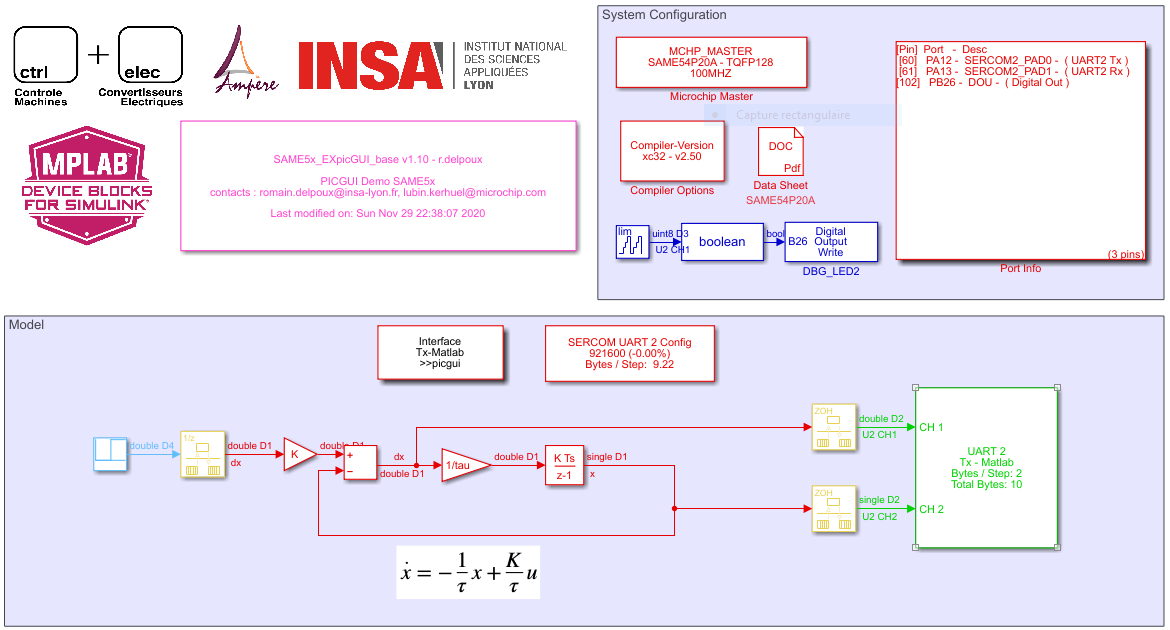 ctrl
Controle
Machines
+
elec
Convertisseurs
Electriques
Ampère
INSA
INSTITUT NATIONAL
DES SCIENCES
APPLIQUÉES
LYON
MPLAB®
DEVICE BLOCKS
FOR SIMULINK®
SAME5x_EXpicGUI_base v1.10 - r.delpoux
PICGUI Demo SAME5x
contacts : romain.delpoux@insa-lyon.fr, lubin.kerhuel@microchip.com
Last modified on: Sun Nov 29 22:38:07 2020
System Configuration
MCHP_MASTER
SAME54P20A - TQFP128
100MHZ
Microchip Master
Capture rectangulaire
Compiler-Version
xc32 - v2.50
Compiler Options
DOC
Pdf
Data Sheet
SAME54P20A
[Pin] Port - Desc
[60] PA12 - SERCOM2_PAD0 - ( UART2 Tx )
[61] PA13 - SERCOM2_PAD1 - ( UART2 Rx )
[102] PB26 - DOU - ( Digital Out )
(3 pins)
Port Info
lim
uint8 D3
U2 CH1
boolean
bool
B26
Digital
Output
Write
DBG_LED2
Model
Interface
Tx-Matlab
>>picgui
SERCOM UART 2 Config
921600 (-0.00%)
Bytes / Step: 9.22
double D4
1/z
double D1
dx
K
double D1
+
−
dx
double D1
1/tau
double D1
K Ts
z-1
single D1
x
ZOH
double D2
U2 CH1
CH 1
ZOH
single D2
U2 CH2
CH 2
UART 2
Tx - Matlab
Bytes / Step: 2
Total Bytes: 10
ẋ = −1/τ x + K/τ u